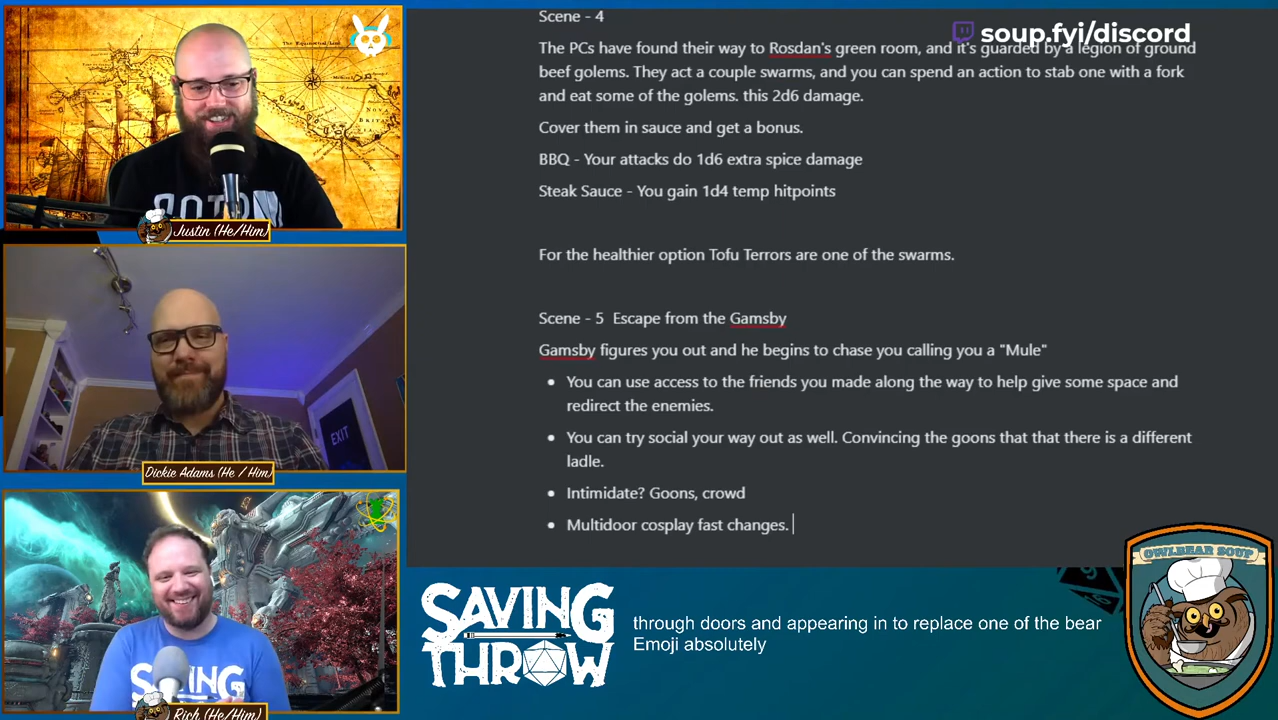 Scene - 4
soup.fyi/discord
The PCs have found their way to Rosdan's green room, and it's guarded by a legion of ground
beef golems. They act a couple swarms, and you can spend an action to stab one with a fork
and eat some of the golems. this 2d6 damage.
Cover them in sauce and get a bonus.
BBQ - Your attacks do 1d6 extra spice damage
Steak Sauce - You gain 1d4 temp hitpoints
For the healthier option Tofu Terrors are one of the swarms.
Scene - 5 Escape from the Gamsby
Gamsby figures you out and he begins to chase you calling you a "Mule"
• You can use access to the friends you made along the way to help give some space and
redirect the enemies.
• You can try social your way out as well. Convincing the goons that that there is a different
ladle.
• Intimidate? Goons, crowd
• Multidoor cosplay fast changes.
Justin (He/Him)
EXIT
Dickie Adams (He / Him)
SAVING
Rich (He/Him)
SAVING
THROW
through doors and appearing in to replace one of the bear
Emoji absolutely
OWLBEAR SOUP